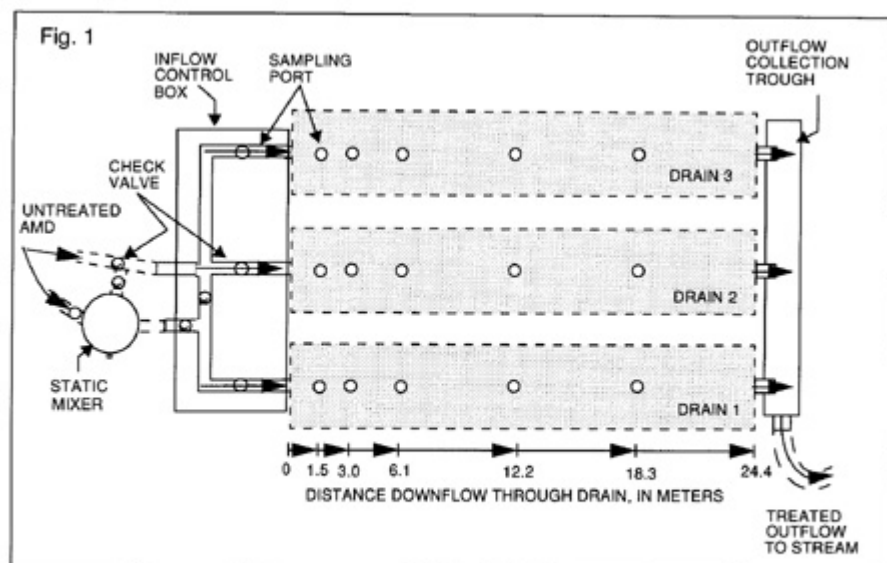 Fig. 1
INFLOW
CONTROL
BOX
SAMPLING
PORT
OUTFLOW
COLLECTION
TROUGH
CHECK
VALVE
UNTREATED
AMD
STATIC
MIXER
DRAIN 3
DRAIN 2
DRAIN 1
0 1.5 3.0 6.1 12.2 18.3 24.4
DISTANCE DOWNFLOW THROUGH DRAIN, IN METERS
TREATED
OUTFLOW
TO STREAM